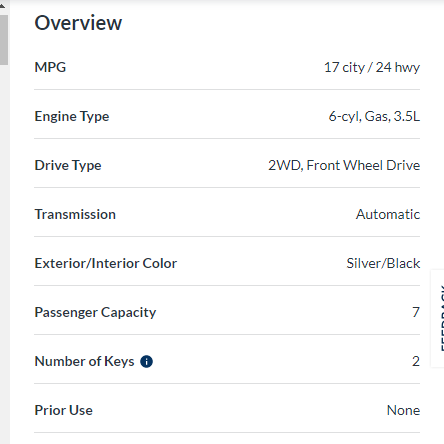 Overview
MPG 17 city / 24 hwy
Engine Type 6-cyl, Gas, 3.5L
Drive Type 2WD, Front Wheel Drive
Transmission Automatic
Exterior/Interior Color Silver/Black
Passenger Capacity 7
Number of Keys 2
Prior Use None